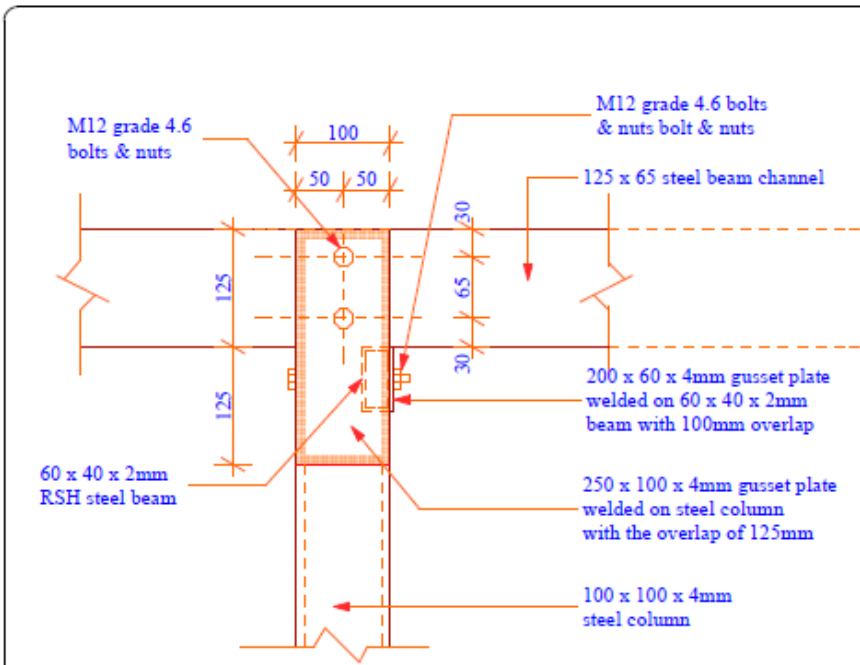 M12 grade 4.6
bolts & nuts
100
50
50
M12 grade 4.6 bolts
& nuts bolt & nuts
125 x 65 steel beam channel
30
65
30
125
125
200 x 60 x 4mm gusset plate
welded on 60 x 40 x 2mm
beam with 100mm overlap
60 x 40 x 2mm
RSH steel beam
250 x 100 x 4mm gusset plate
welded on steel column
with the overlap of 125mm
100 x 100 x 4mm
steel column